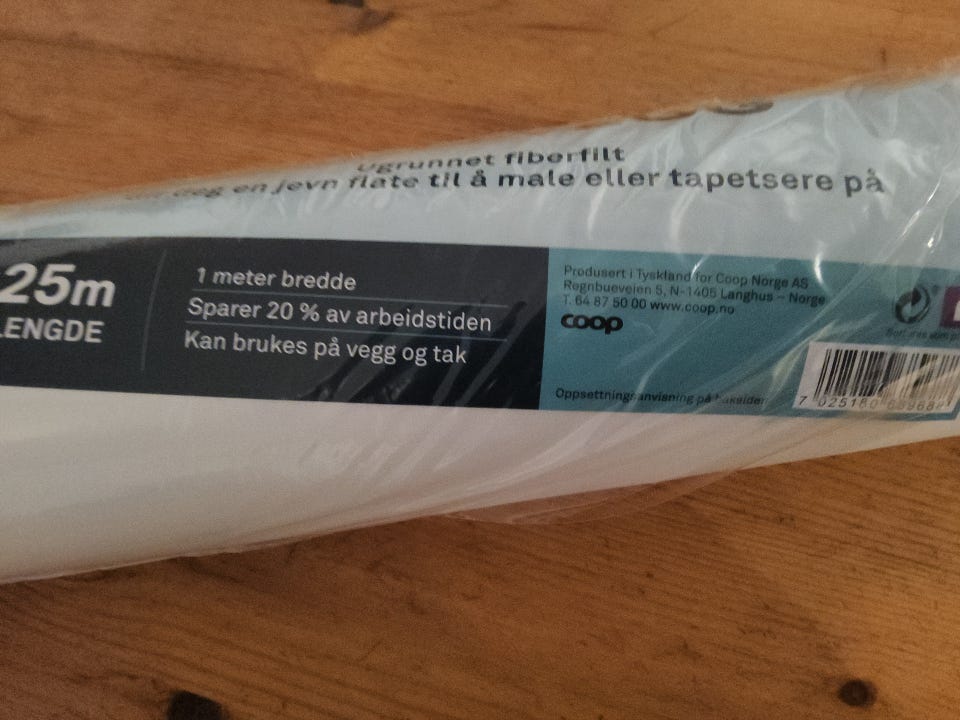 Ugrunnet fiberfilt
deg en jevn flate til å male eller tapetsere på
25m
LENGDE
1 meter bredde
Sparer 20 % av arbeidstiden
Kan brukes på vegg og tak
Produsert i Tyskland for Coop Norge AS
Regnbueveien 5, N-1405 Langhus – Norge
T. 64 87 50 00 www.coop.no
coop
Oppsettningsanvisning på baksiden